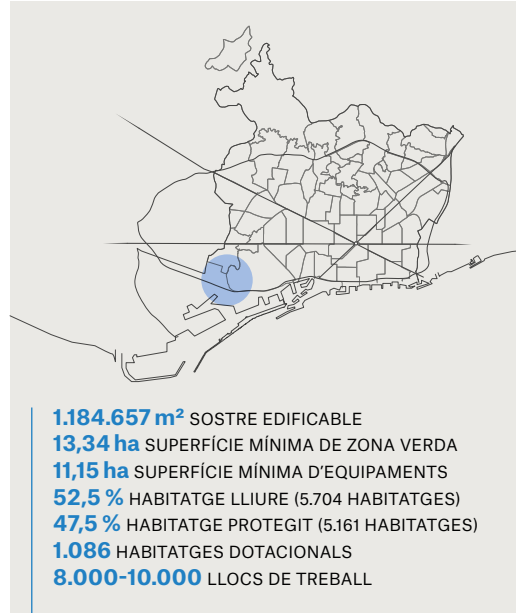 1.184.657 m² SOSTRE EDIFICABLE
13,34 ha SUPERFÍCIE MÍNIMA DE ZONA VERDA
11,15 ha SUPERFÍCIE MÍNIMA D'EQUIPAMENTS
52,5 % HABITATGE LLIURE (5.704 HABITATGES)
47,5 % HABITATGE PROTEGIT (5.161 HABITATGES)
1.086 HABITATGES DOTACIONALS
8.000-10.000 LLOCS DE TREBALL